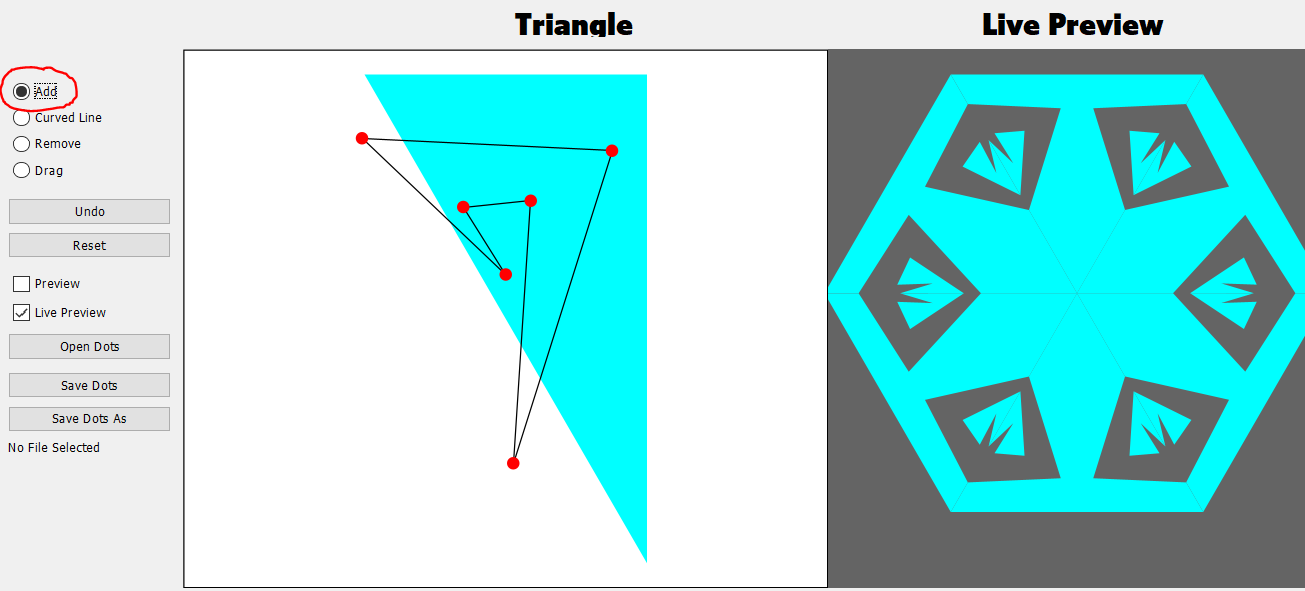 Triangle
Live Preview
Add
Curved Line
Remove
Drag
Undo
Reset
Preview
Live Preview
Open Dots
Save Dots
Save Dots As
No File Selected